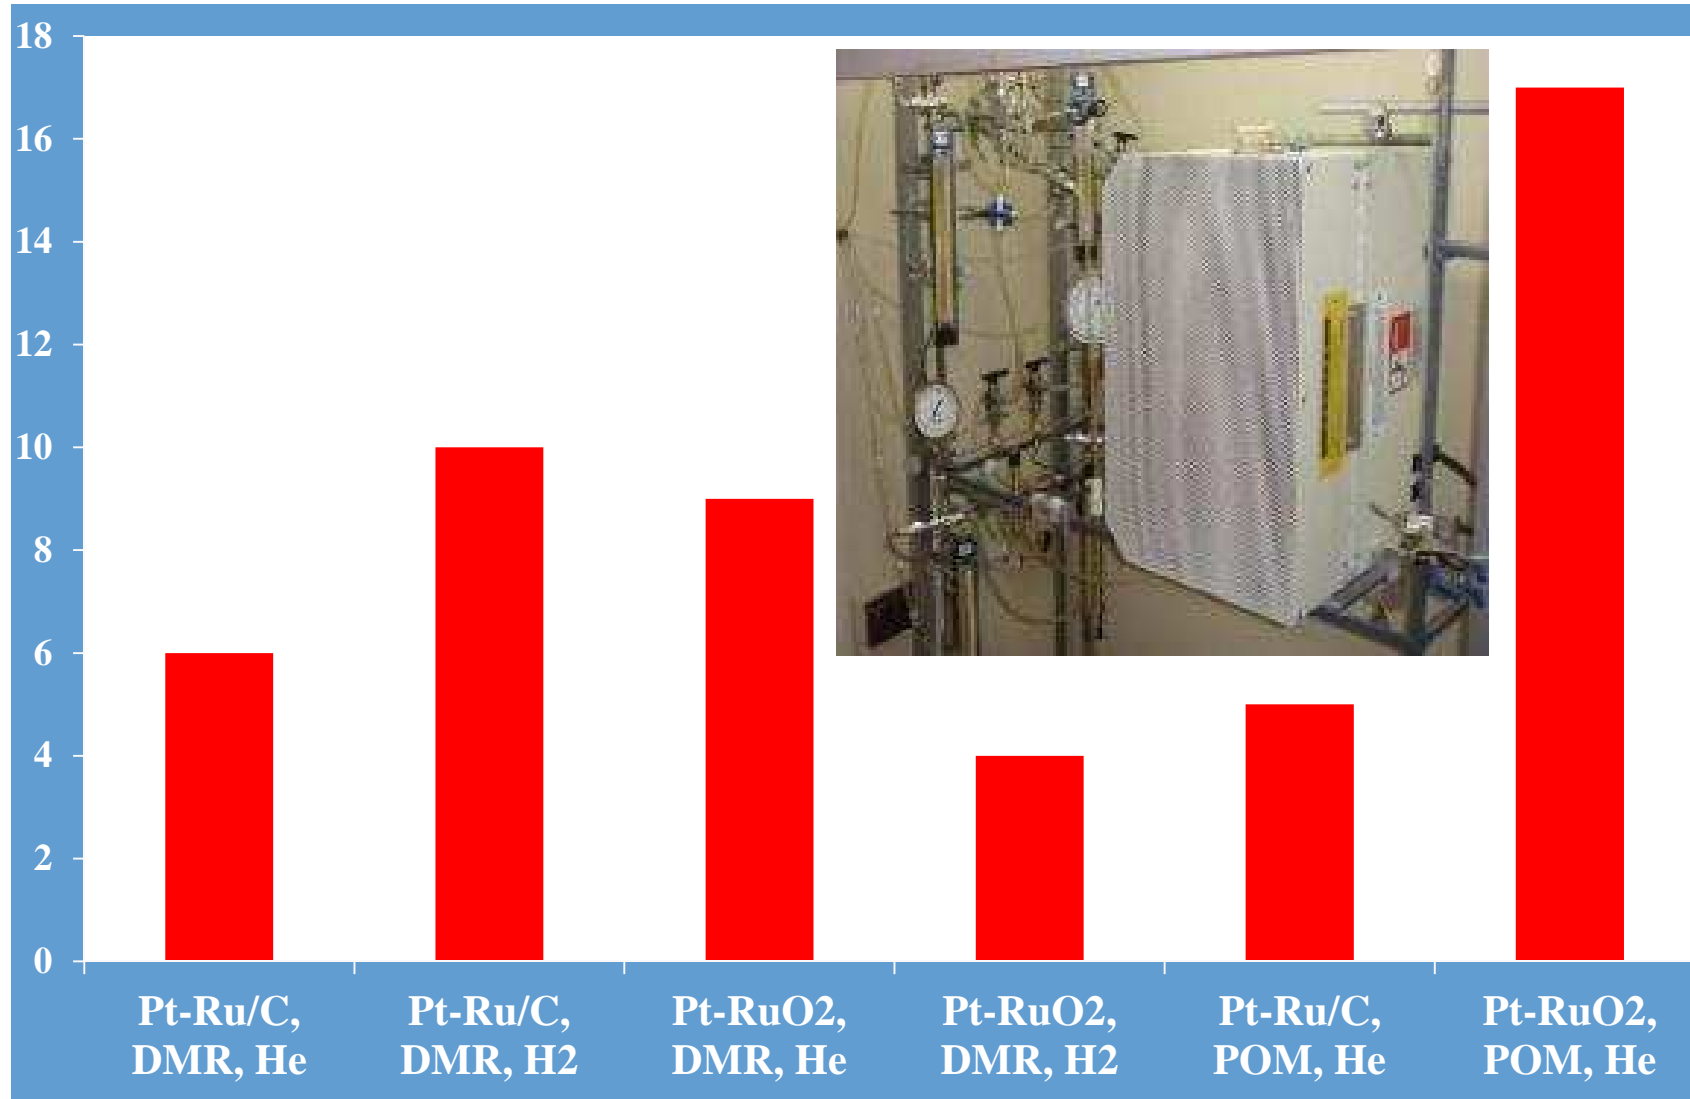 18
16
14
12
10
8
6
4
2
0
Pt-Ru/C,
DMR, He
Pt-Ru/C,
DMR, H2
Pt-RuO2,
DMR, He
Pt-RuO2,
DMR, H2
Pt-Ru/C,
POM, He
Pt-RuO2,
POM, He